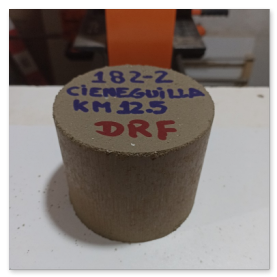 182-2
CiENEGUILLA
KM 12.5
DRF